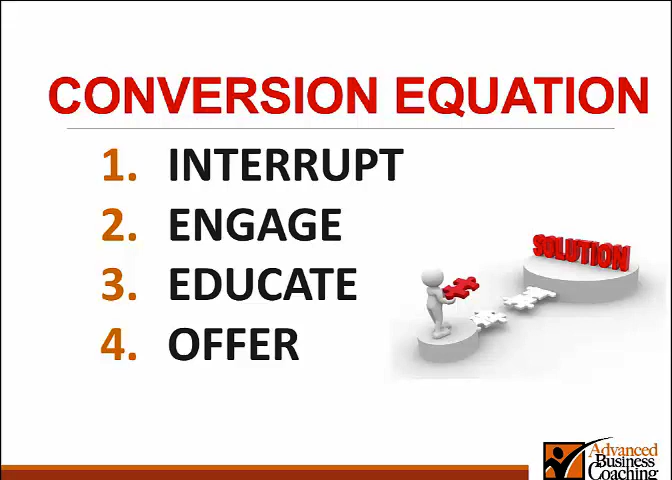 CONVERSION EQUATION
1. INTERRUPT
2. ENGAGE
3. EDUCATE
4. OFFER
SOLUTION
Advanced
Business
Coaching